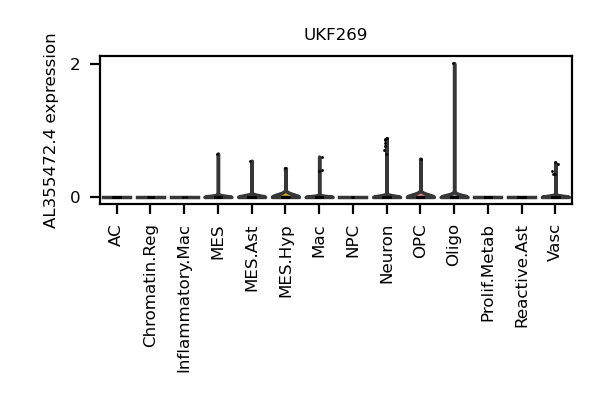 UKF269
AL355472.4 expression
2
0
AC
Chromatin.Reg
Inflammatory.Mac
MES
MES.Ast
MES.Hyp
Mac
NPC
Neuron
OPC
Oligo
Prolif.Metab
Reactive.Ast
Vasc